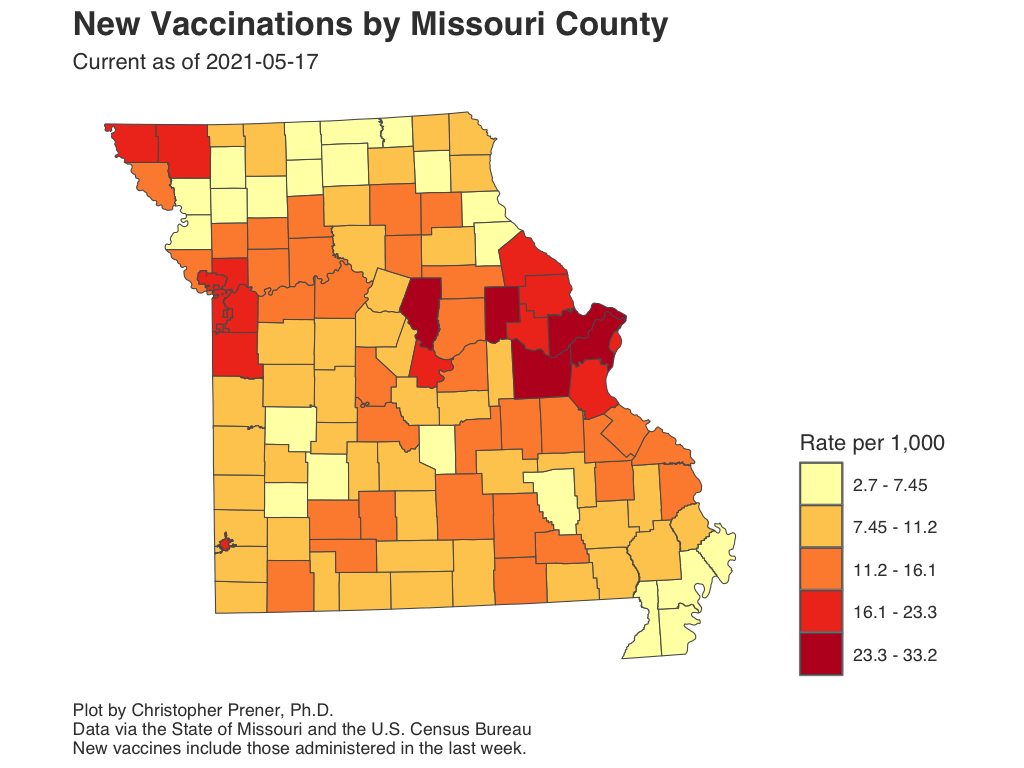 New Vaccinations by Missouri County
Current as of 2021-05-17
Rate per 1,000
2.7 - 7.45
7.45 - 11.2
11.2 - 16.1
16.1 - 23.3
23.3 - 33.2
Plot by Christopher Prener, Ph.D.
Data via the State of Missouri and the U.S. Census Bureau
New vaccines include those administered in the last week.